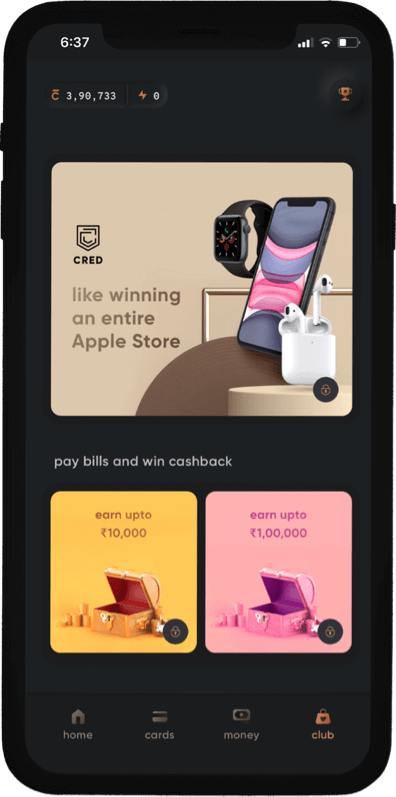 6:37
3,90,733
0
CRED
like winning
an entire
Apple Store
pay bills and win cashback
earn upto
₹10,000
earn upto
₹1,00,000
home
cards
money
club